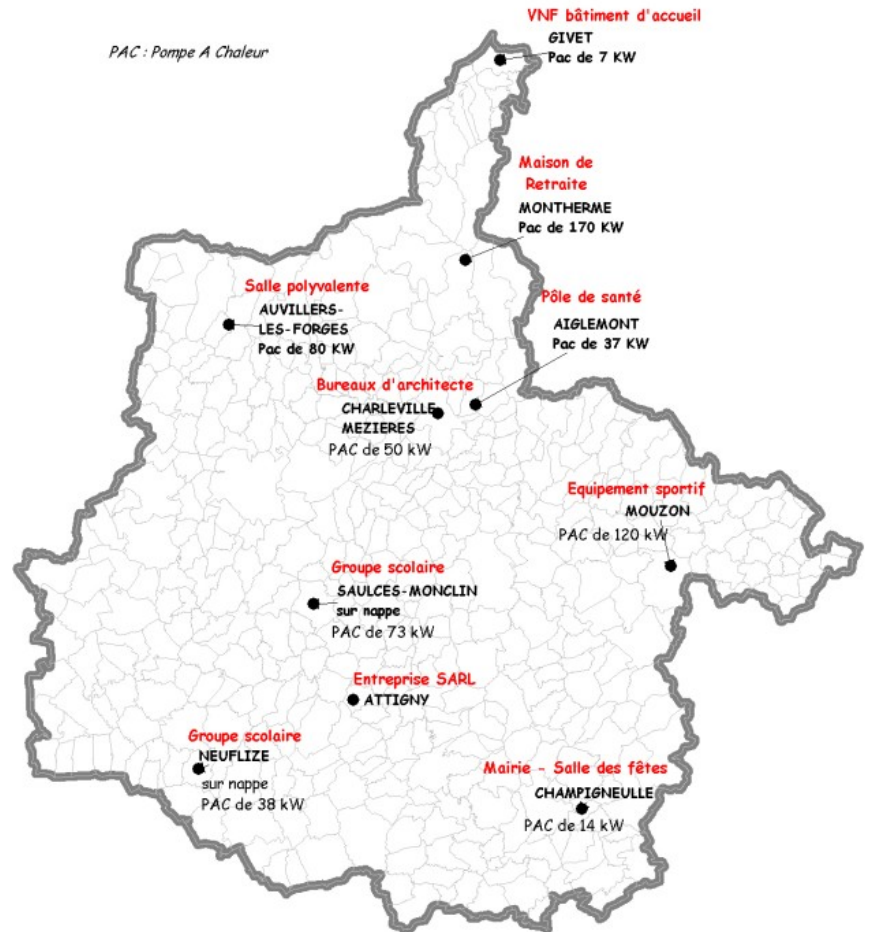 VNF bâtiment d'accueil
GIVET
Pac de 7 KW
PAC : Pompe A Chaleur
Maison de
Retraite
MONTHERME
Pac de 170 KW
Salle polyvalente
AUVILLERS-
LES-FORGES
Pac de 80 KW
Pôle de santé
AIGLEMONT
Pac de 37 KW
Bureaux d'architecte
CHARLEVILLE
MEZIERES
PAC de 50 kW
Equipement sportif
MOUZON
PAC de 120 kW
Groupe scolaire
SAULCES-MONCLIN
sur nappe
PAC de 73 kW
Entreprise SARL
ATTIGNY
Groupe scolaire
NEUFLIZE
sur nappe
PAC de 38 kW
Mairie - Salle des fêtes
CHAMPIGNEULLE
PAC de 14 kW